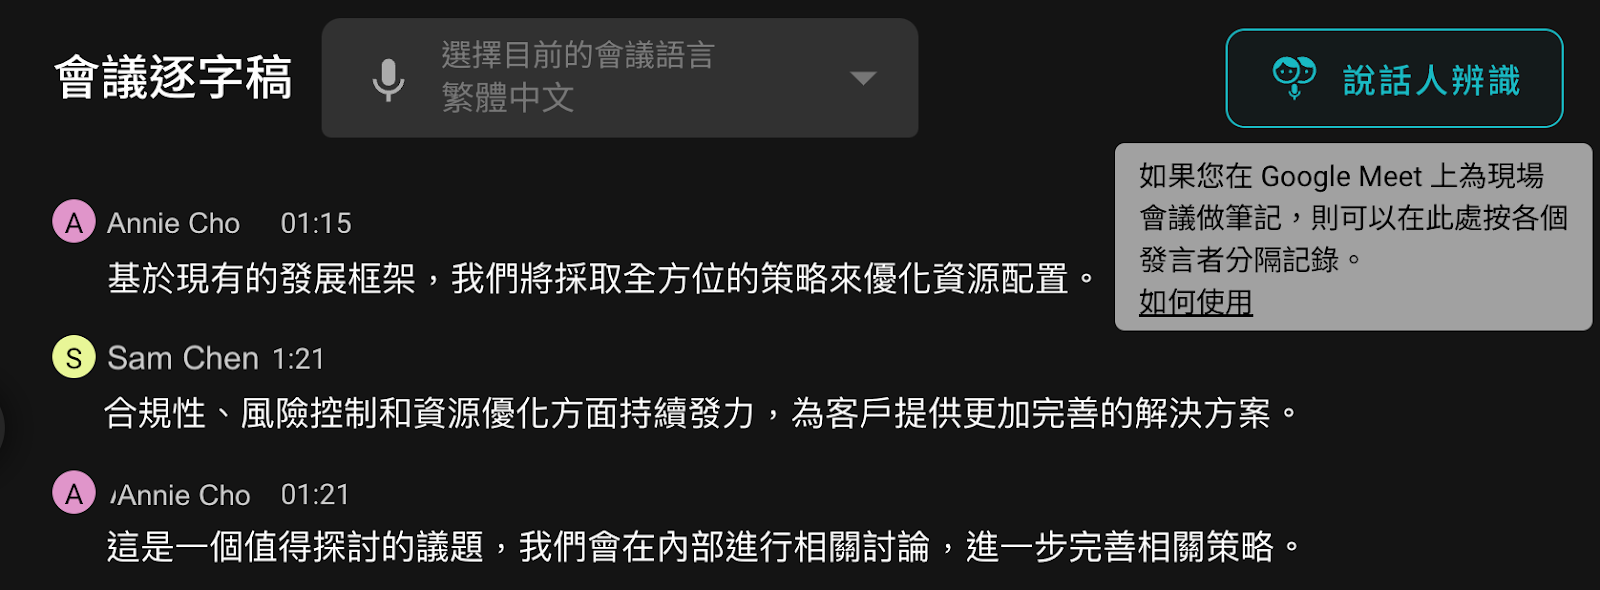 會議逐字稿
選擇目前的會議語言
繁體中文
說話人辨識
如果您在 Google Meet 上為現場
會議做筆記，則可以在此處按各個
發言者分隔記錄。
如何使用
A Annie Cho 01:15
基於現有的發展框架，我們將採取全方位的策略來優化資源配置。
S Sam Chen 1:21
合規性、風險控制和資源優化方面持續發力，為客戶提供更加完善的解決方案。
A Annie Cho 01:21
這是一個值得探討的議題，我們會在內部進行相關討論，進一步完善相關策略。